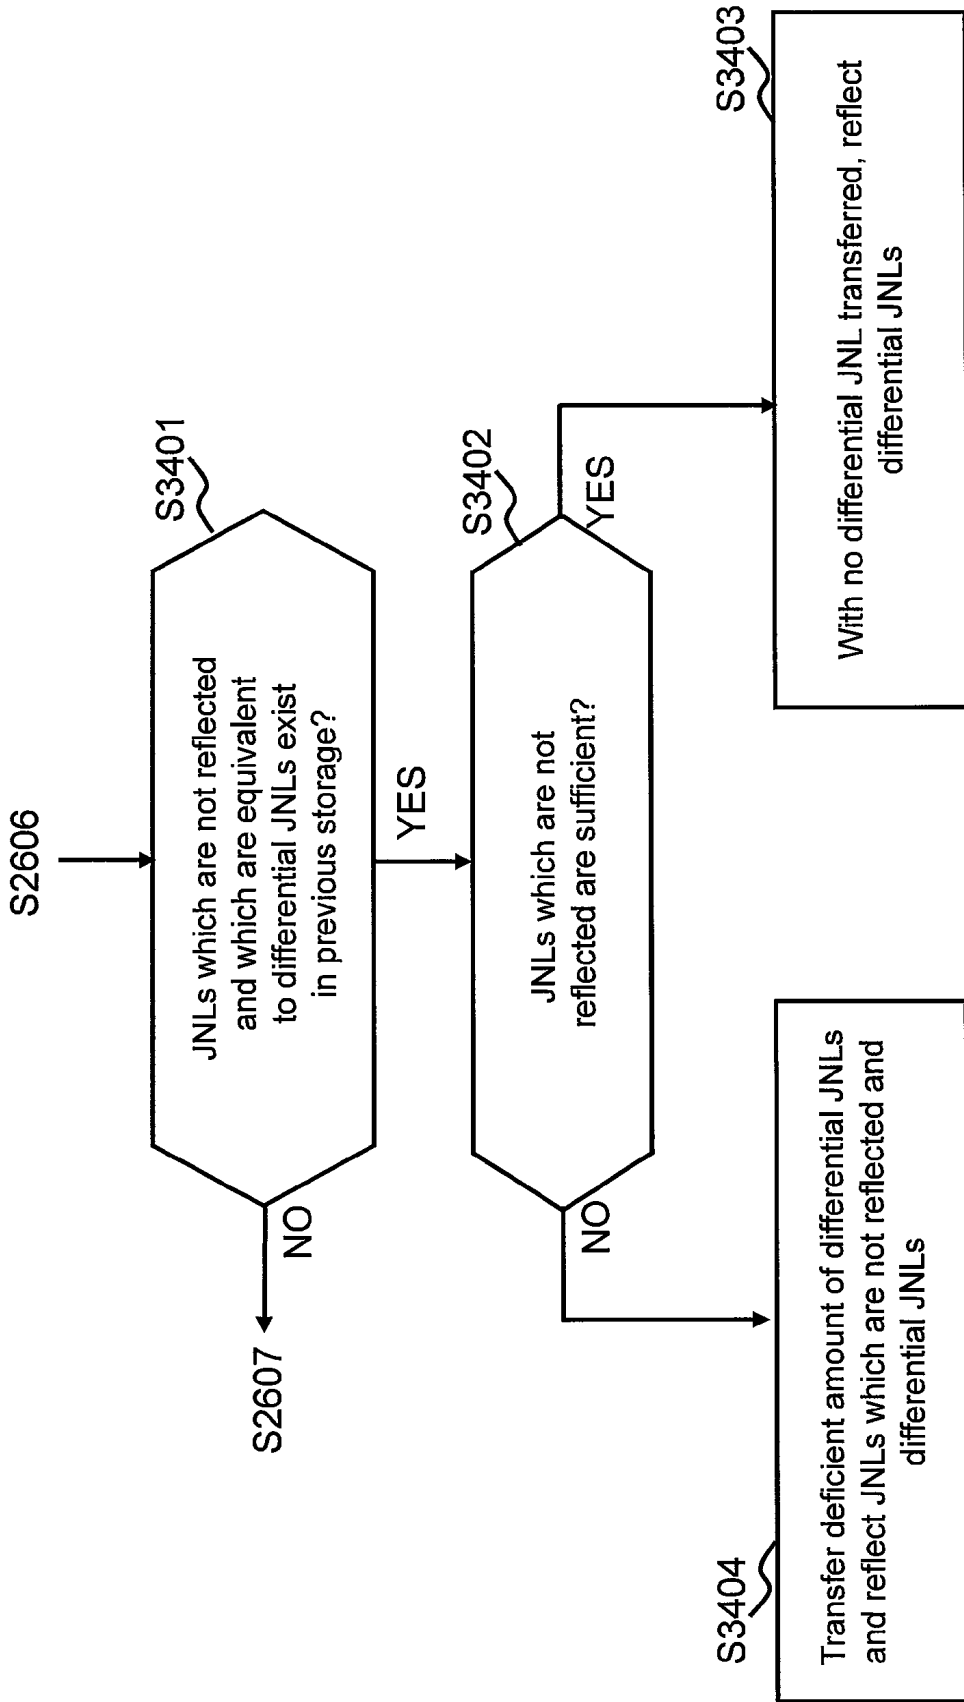 S2606
S3401
JNLs which are not reflected
and which are equivalent
to differential JNLs exist
in previous storage?
NO
S2607
YES
S3402
JNLs which are not
reflected are sufficient?
NO
YES
S3404
Transfer deficient amount of differential JNLs
and reflect JNLs which are not reflected and
differential JNLs
S3403
With no differential JNL transferred, reflect
differential JNLs